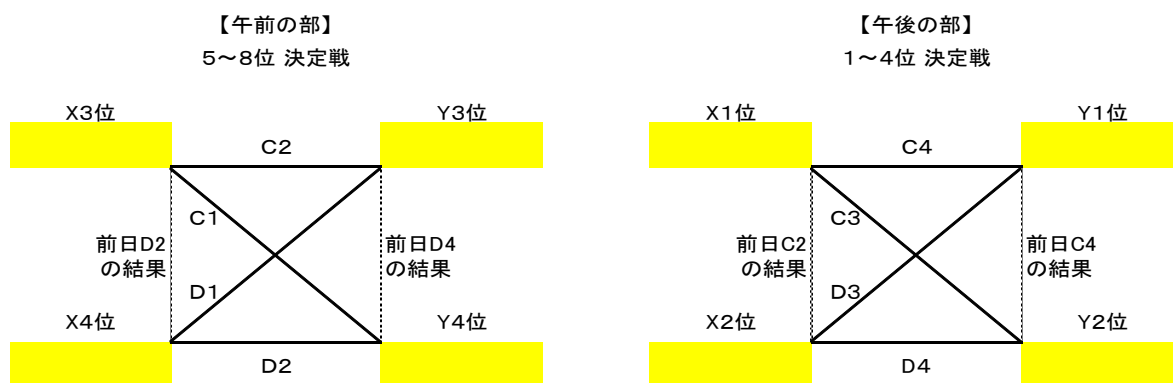 【午前の部】
5～8位 決定戦
X3位
Y3位
C2
C1
前日D2
の結果
前日D4
の結果
D1
X4位
Y4位
D2
【午後の部】
1～4位 決定戦
X1位
Y1位
C4
C3
前日C2
の結果
前日C4
の結果
D3
X2位
Y2位
D4